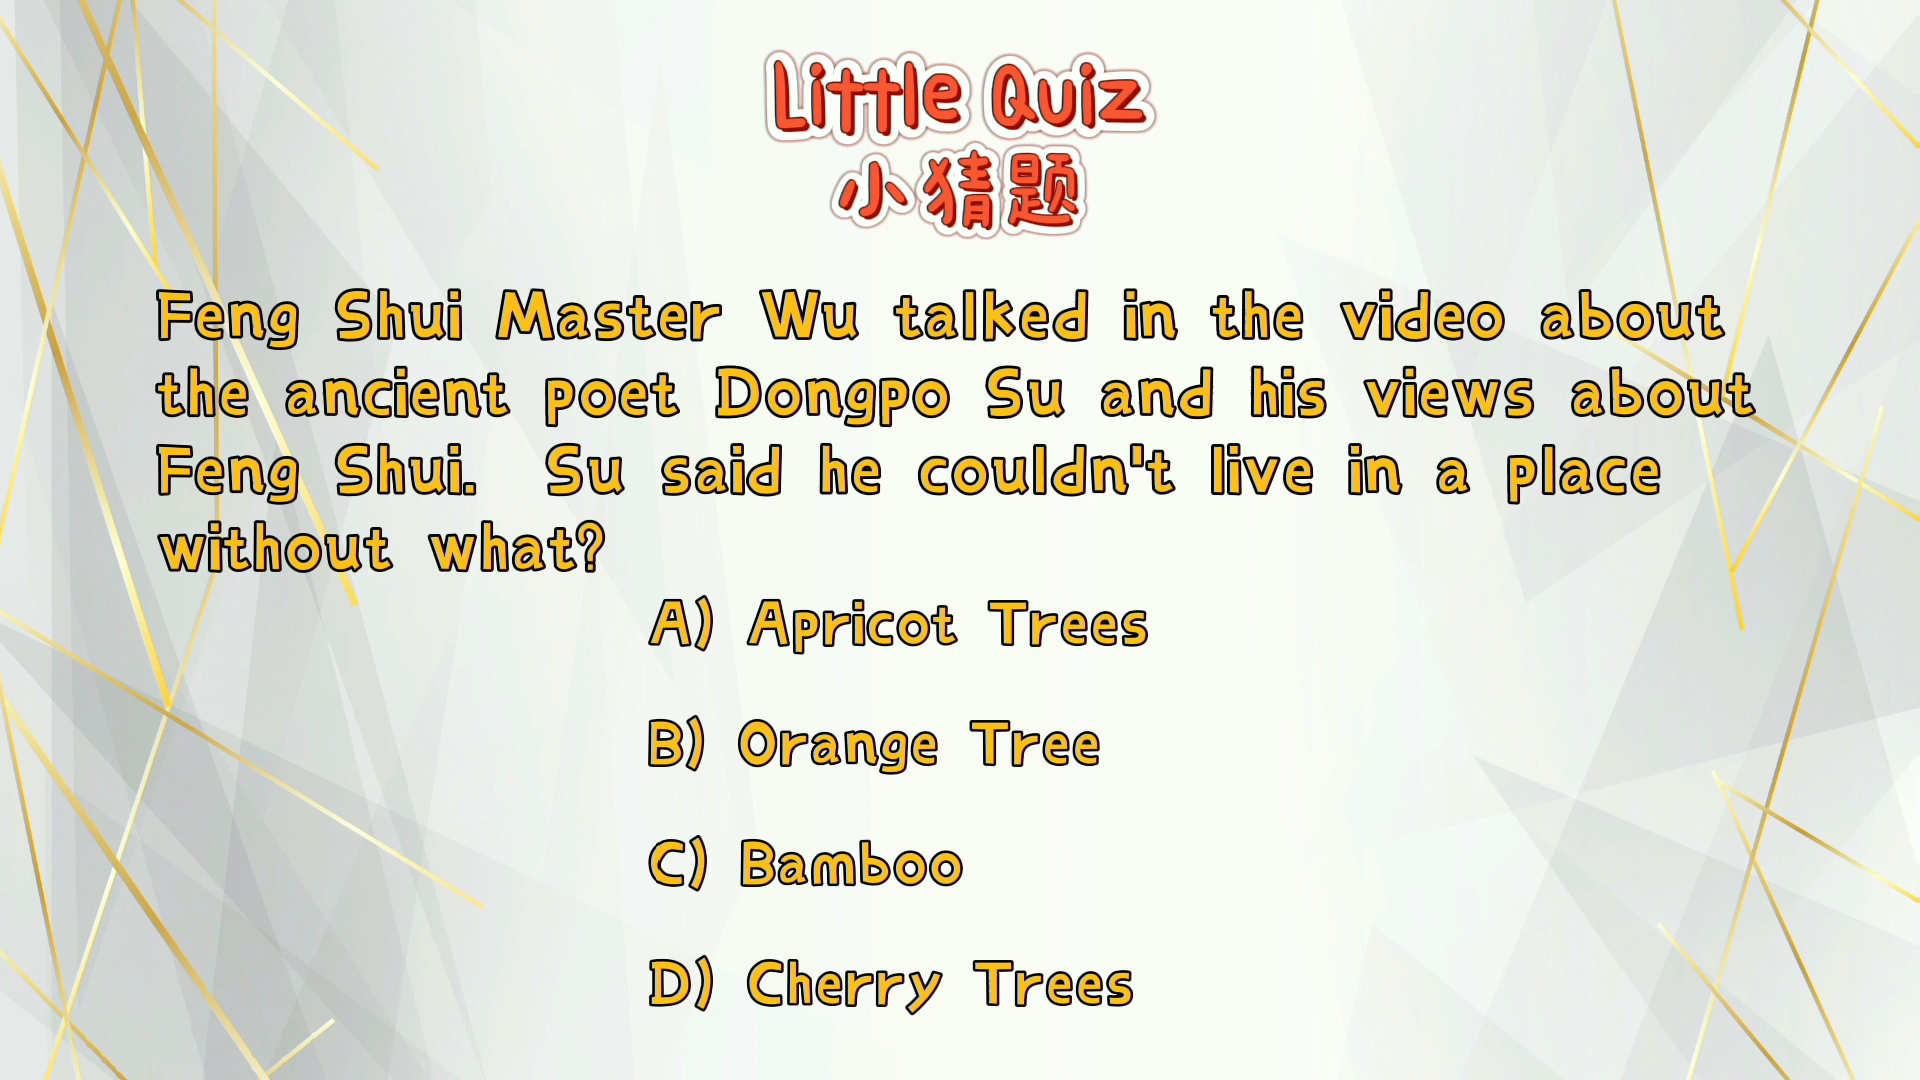 Little Quiz
小猜题
Feng Shui Master Wu talked in the video about
the ancient poet Dongpo Su and his views about
Feng Shui.  Su said he couldn't live in a place
without what?
A) Apricot Trees
B) Orange Tree
C) Bamboo
D) Cherry Trees